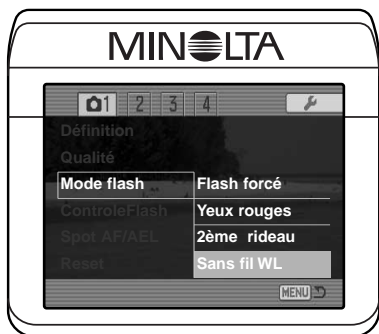 MINOLTA
1 2 3 4
Définition
Qualité
Mode flash Flash forcé
ControleFlash Yeux rouges
Spot AF/AEL 2ème rideau
Reset Sans fil WL
MENU